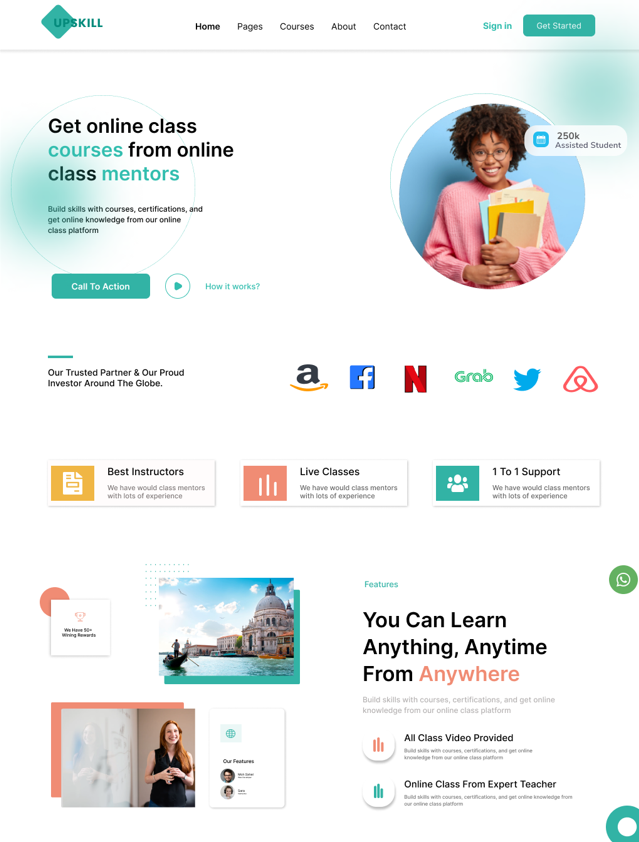 UPSKILL
Home
Pages
Courses
About
Contact
Sign in
Get Started
Get online class
courses from online
class mentors
Build skills with courses, certifications, and
get online knowledge from our online
class platform
250k
Assisted Student
Call To Action
How it works?
Our Trusted Partner & Our Proud
Investor Around The Globe.
a
f
N
Grab
Best Instructors
We have would class mentors
with lots of experience
Live Classes
We have would class mentors
with lots of experience
1 To 1 Support
We have would class mentors
with lots of experience
We Have 50+
Wining Rewards
Our Features
Features
You Can Learn
Anything, Anytime
From Anywhere
Build skills with courses, certifications, and get online
knowledge from our online class platform
All Class Video Provided
Build skills with courses, certifications, and get online
knowledge from our online class platform
Online Class From Expert Teacher
Build skills with courses, certifications, and get online knowledge from
our online class platform